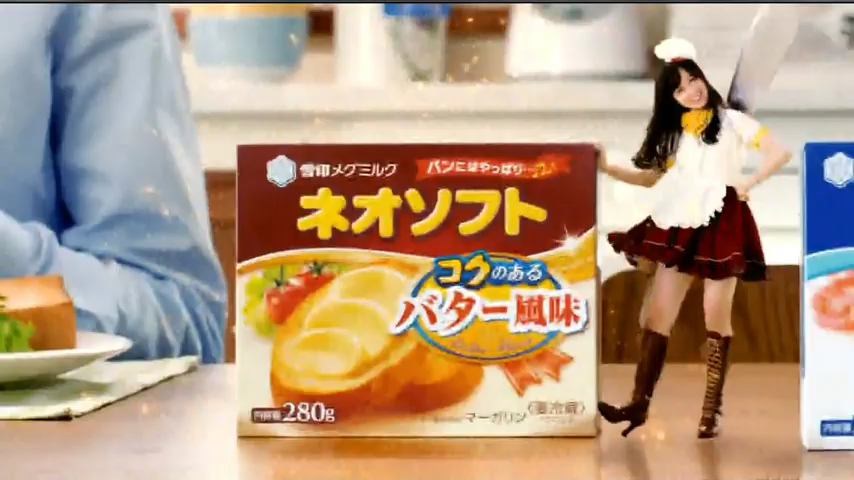 雪印メグミルク
パンにはやっぱり
ネオソフト
コクのある
バター風味
内容量280g
マーガリン
要冷蔵